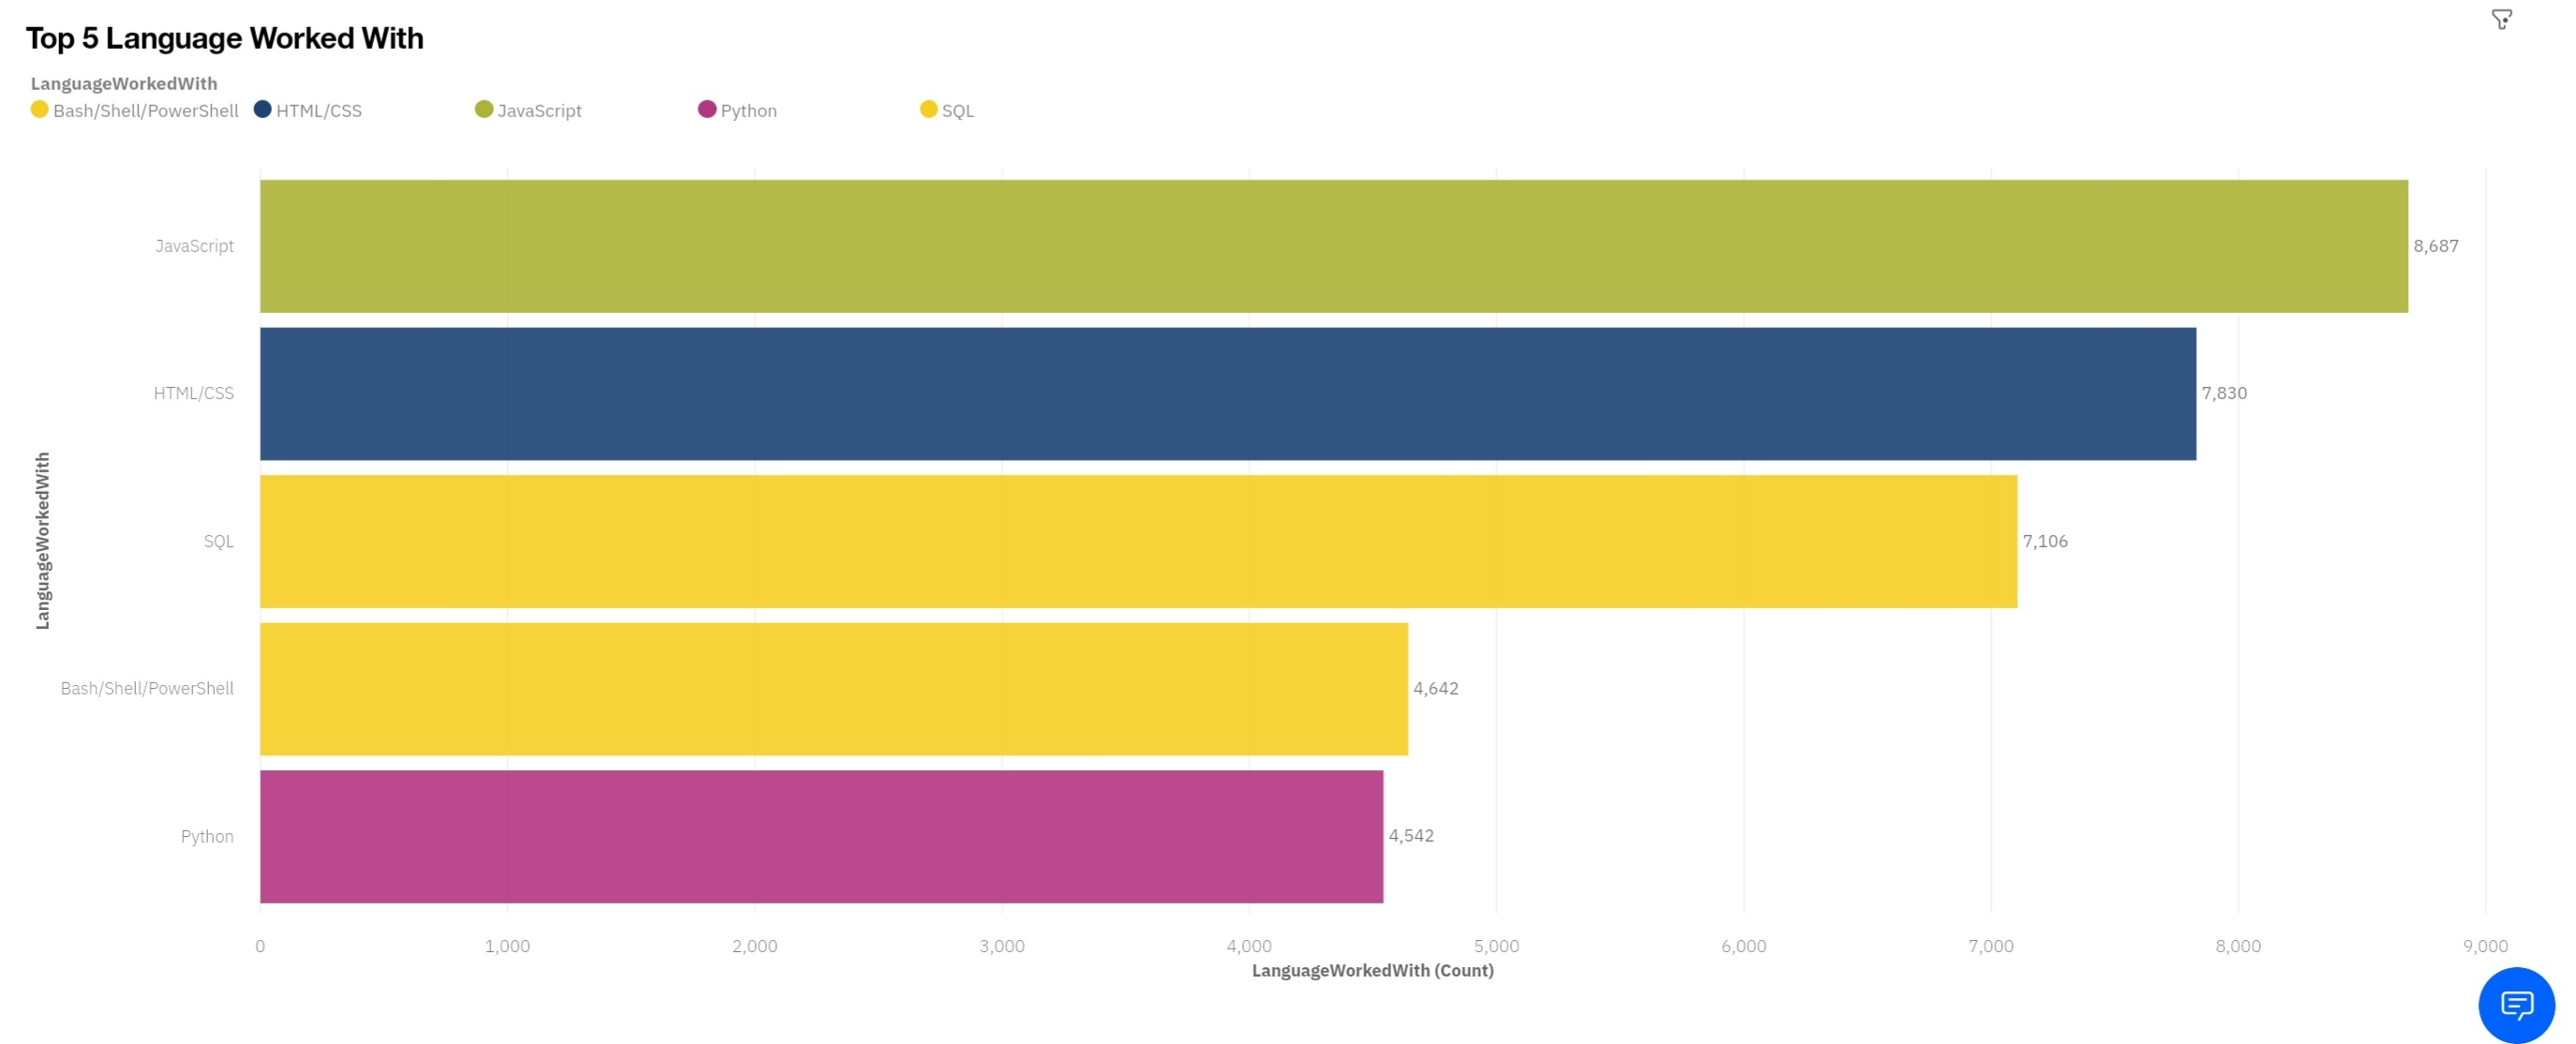 Top 5 Language Worked With
LanguageWorkedWith
Bash/Shell/PowerShell HTML/CSS JavaScript Python SQL
JavaScript 8,687
HTML/CSS 7,830
SQL 7,106
Bash/Shell/PowerShell 4,642
Python 4,542
LanguageWorkedWith
0 1,000 2,000 3,000 4,000 5,000 6,000 7,000 8,000 9,000
LanguageWorkedWith (Count)